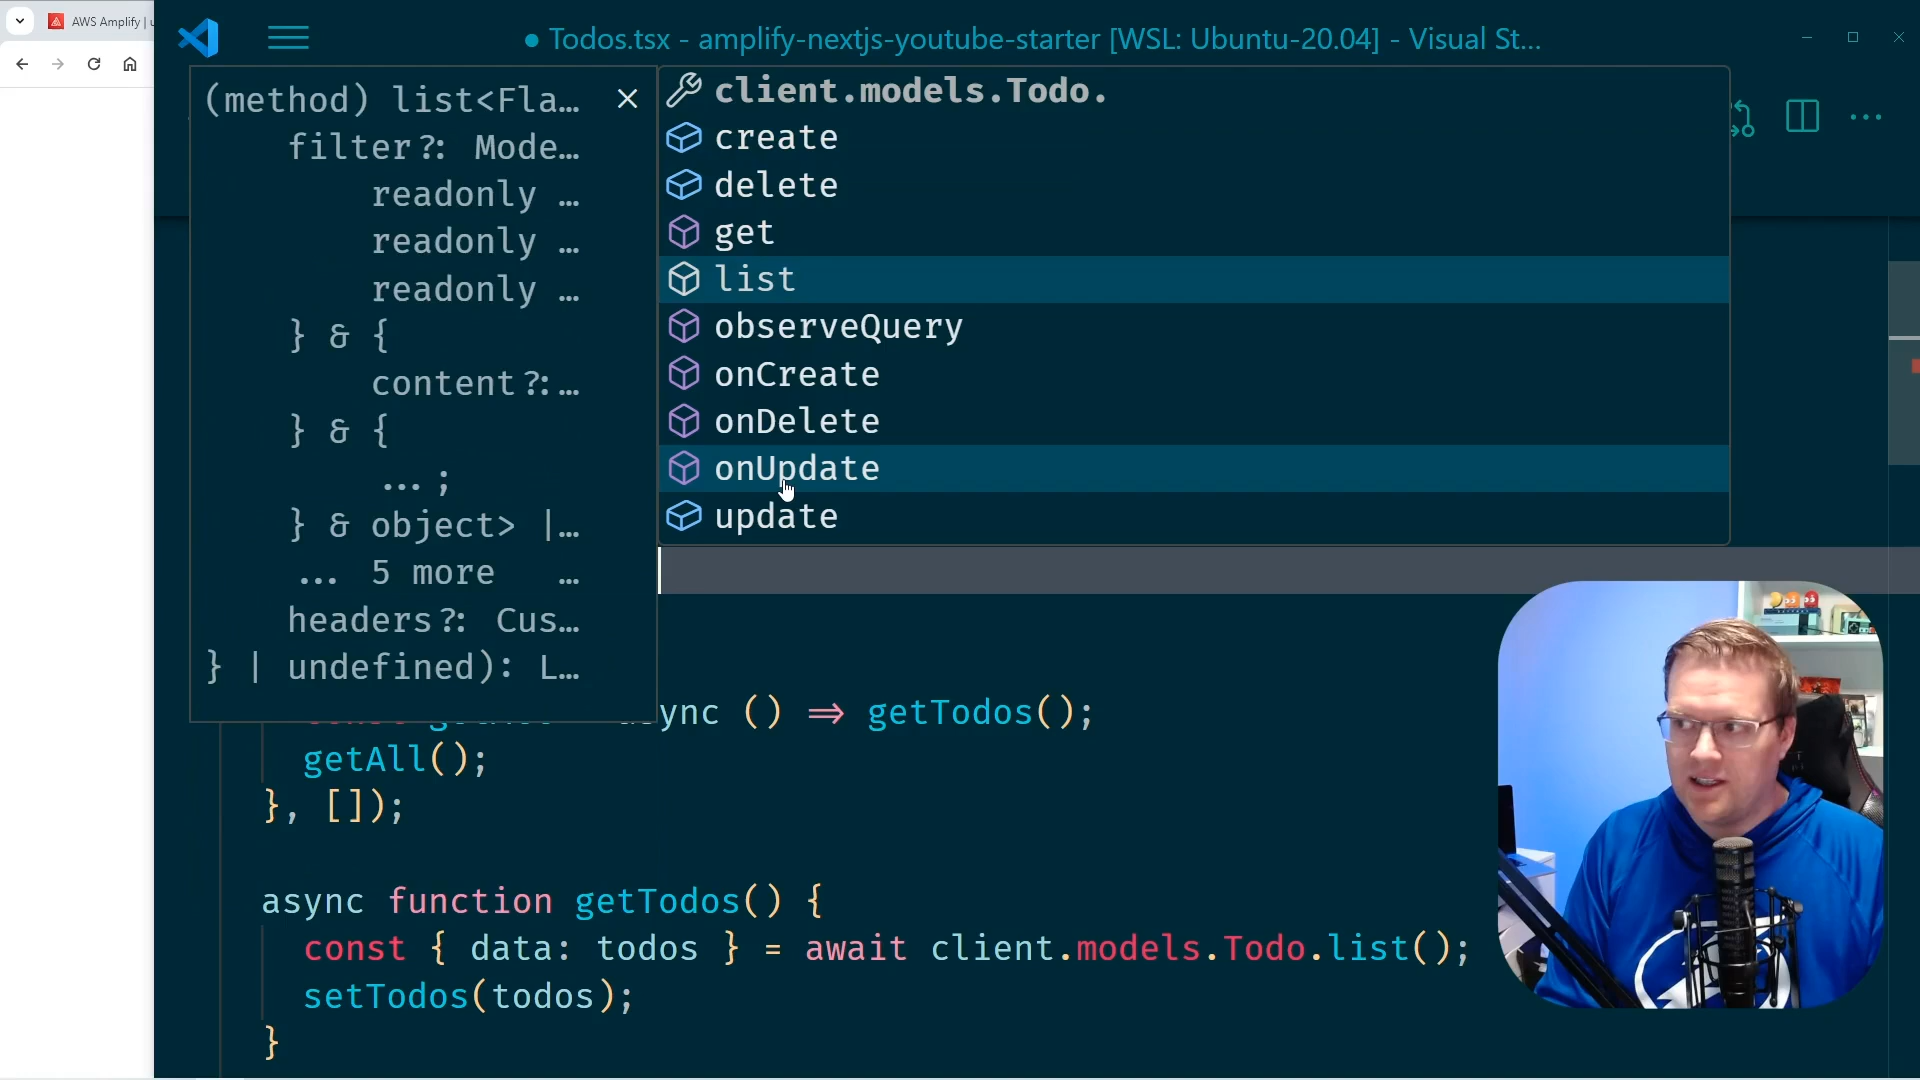 AWS Amplify | u
Todos.tsx - amplify-nextjs-youtube-starter [WSL: Ubuntu-20.04] - Visual St...
(method) list<Fla…
filter?: Mode…
readonly …
readonly …
readonly …
} & {
content?:…
} & {
...;
} & object> |…
... 5 more …
headers?: Cus…
} | undefined): L…
client.models.Todo.
create
delete
get
list
observeQuery
onCreate
onDelete
onUpdate
update
ync () => getTodos();
getAll();
}, []);
async function getTodos() {
const { data: todos } = await client.models.Todo.list();
setTodos(todos);
}